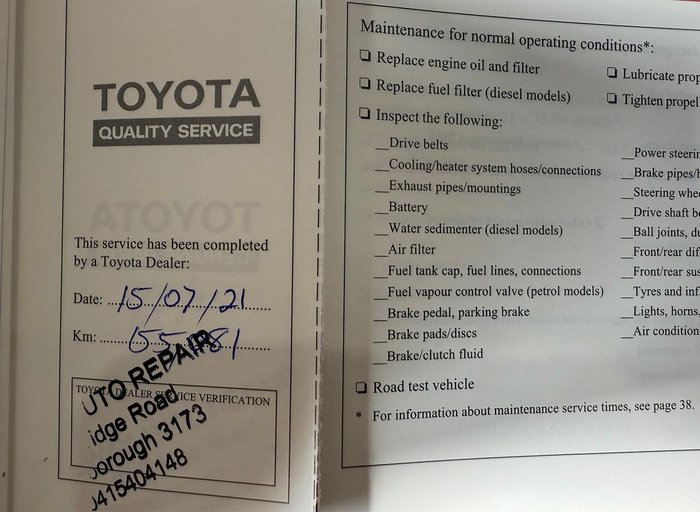 TOYOTA
QUALITY SERVICE
This service has been completed
by a Toyota Dealer:
Date: 15/07/21
Km:
TOYOTA DEALER SERVICE VERIFICATION
UTO REPAIR
idge Road
orough 3173
0415404148
Maintenance for normal operating conditions*:
Replace engine oil and filter
Replace fuel filter (diesel models)
Inspect the following:
Drive belts
Cooling/heater system hoses/connections
Exhaust pipes/mountings
Battery
Water sedimenter (diesel models)
Air filter
Fuel tank cap, fuel lines, connections
Fuel vapour control valve (petrol models)
Brake pedal, parking brake
Brake pads/discs
Brake/clutch fluid
Road test vehicle
* For information about maintenance service times, see page 38.
Lubricate prop
Tighten propel
Power steerin
Brake pipes/h
Steering whee
Drive shaft bo
Ball joints, du
Front/rear dif
Front/rear sus
Tyres and inf
Lights, horns,
Air condition